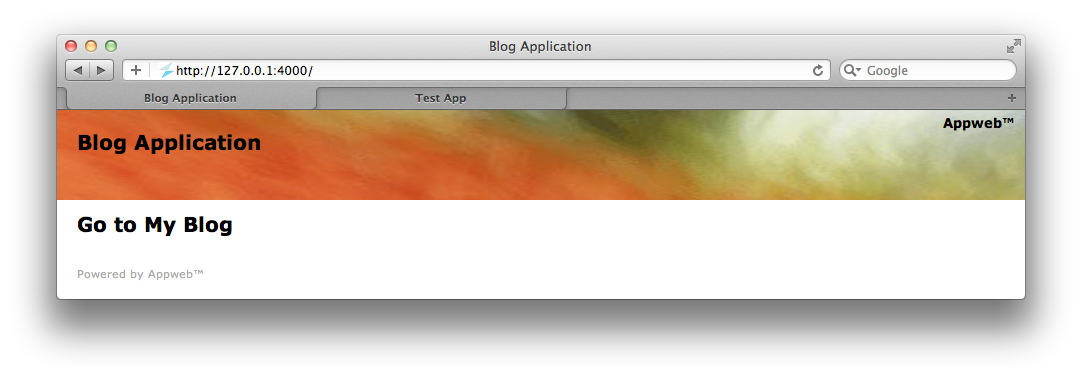 Blog Application
http://127.0.0.1:4000/
Google
Blog Application
Test App
Appweb™
Blog Application
Go to My Blog
Powered by Appweb™